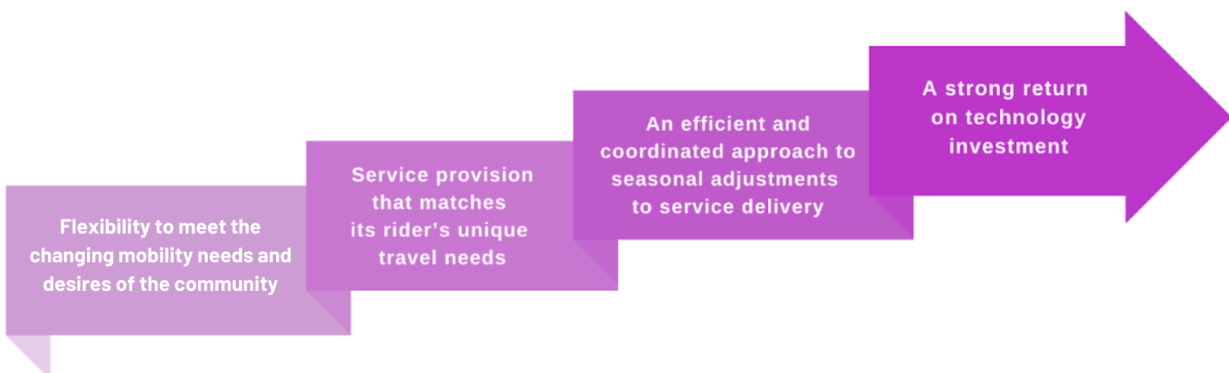 Flexibility to meet the
changing mobility needs and
desires of the community
Service provision
that matches
its rider's unique
travel needs
An efficient and
coordinated approach to
seasonal adjustments
to service delivery
A strong return
on technology
investment